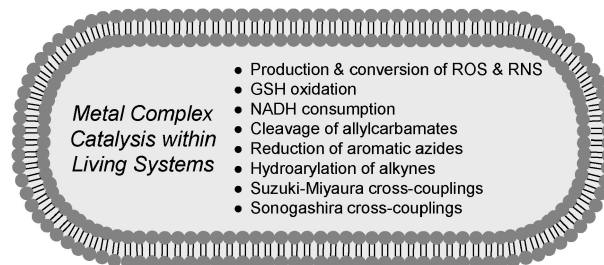 Metal Complex
Catalysis within
Living Systems
● Production & conversion of ROS & RNS
● GSH oxidation
● NADH consumption
● Cleavage of allylcarbamates
● Reduction of aromatic azides
● Hydroarylation of alkynes
● Suzuki-Miyaura cross-couplings
● Sonogashira cross-couplings